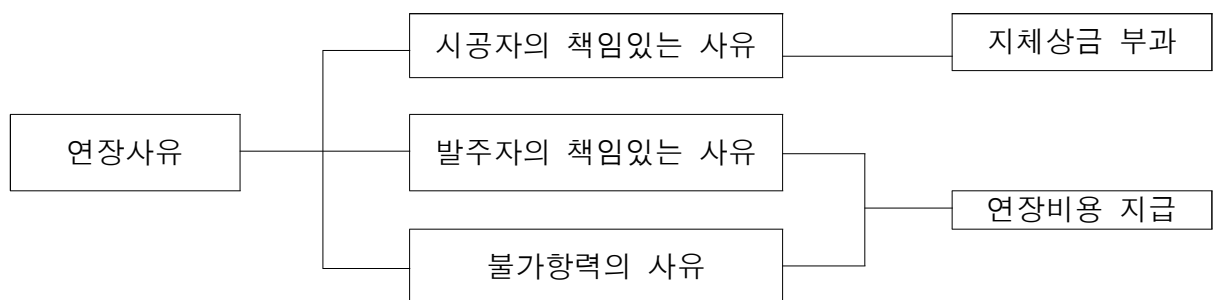 시공자의 책임있는 사유
지체상금 부과
연장사유
발주자의 책임있는 사유
연장비용 지급
불가항력의 사유